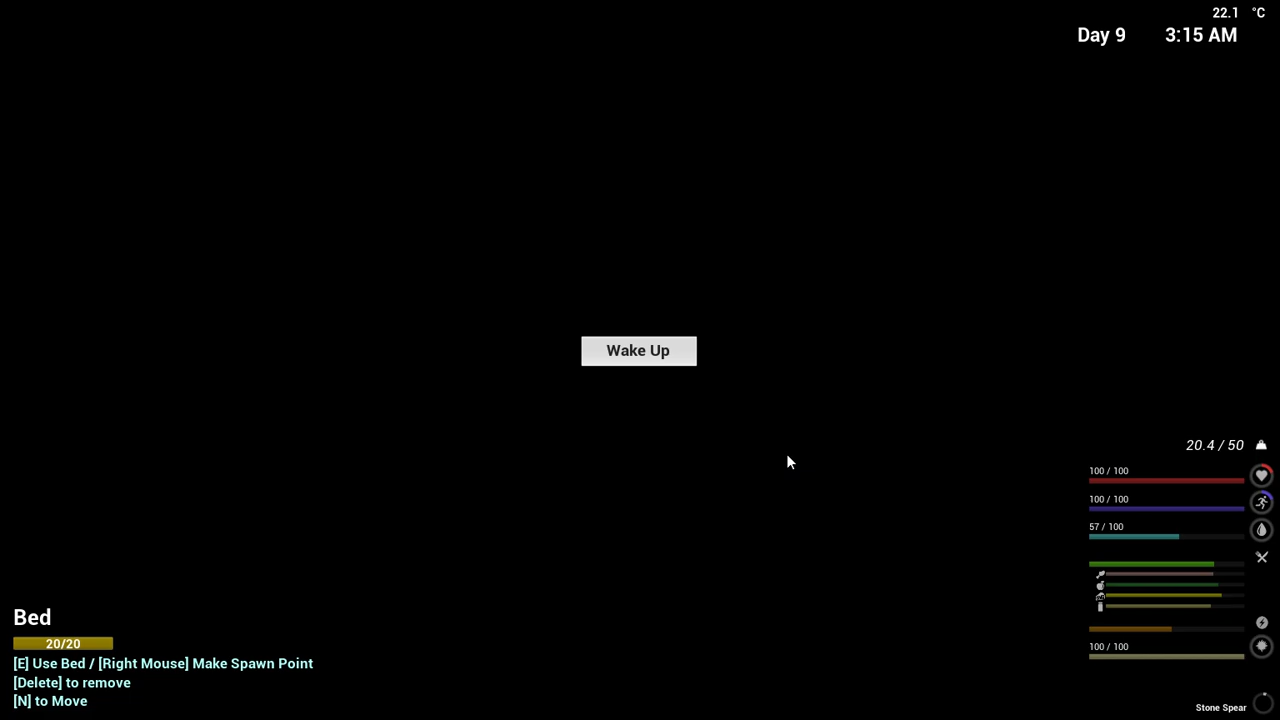 22.1 °C
Day 9 3:15 AM
Wake Up
20.4 / 50
100 / 100
100 / 100
57 / 100
100 / 100
Bed
20/20
[E] Use Bed / [Right Mouse] Make Spawn Point
[Delete] to remove
[N] to Move
Stone Spear